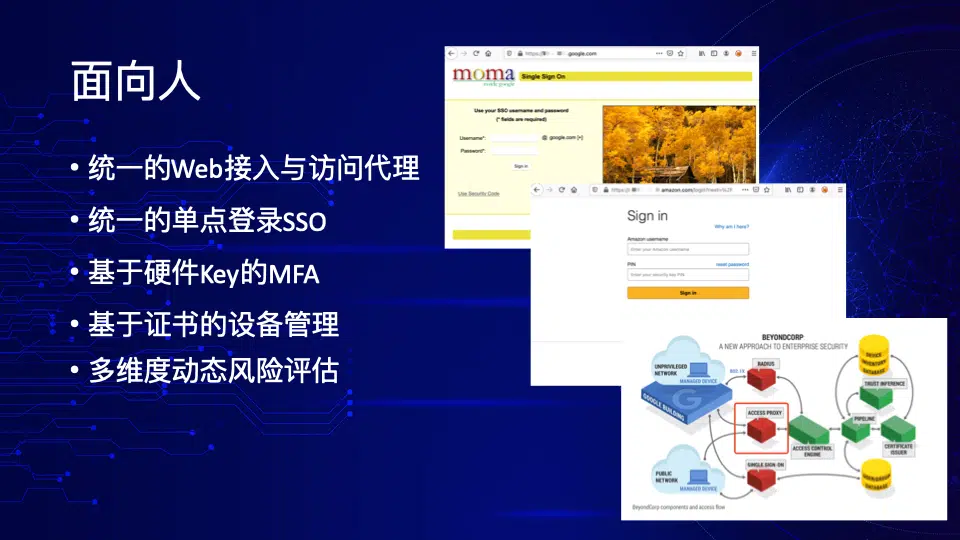 面向人
• 统一的Web接入与访问代理
• 统一的单点登录SSO
• 基于硬件Key的MFA
• 基于证书的设备管理
• 多维度动态风险评估
.google.com
moma
inside google
Single Sign On
Use your SSO username and password
(* fields are required)
Username*:
@ google.com [+]
Password*:
Sign in
Use Security Code
amazon.com/login?next=%2F
Sign in
Why am I here?
Amazon username
Enter your Amazon username
PIN
reset password
Enter your security key PIN
Sign in
BEYONDCORP
A NEW APPROACH TO ENTERPRISE SECURITY
UNPRIVILEGED
NETWORK
MANAGED DEVICE
GOOGLE BUILDING
802.1X
RADIUS
ACCESS PROXY
SINGLE SIGN-ON
ACCESS CONTROL
ENGINE
DEVICE
INVENTORY
DATABASE
TRUST INFERENCE
PIPELINE
CERTIFICATE
ISSUER
USER/GROUP
DATABASE
PUBLIC
NETWORK
MANAGED DEVICE
BeyondCorp components and access flow